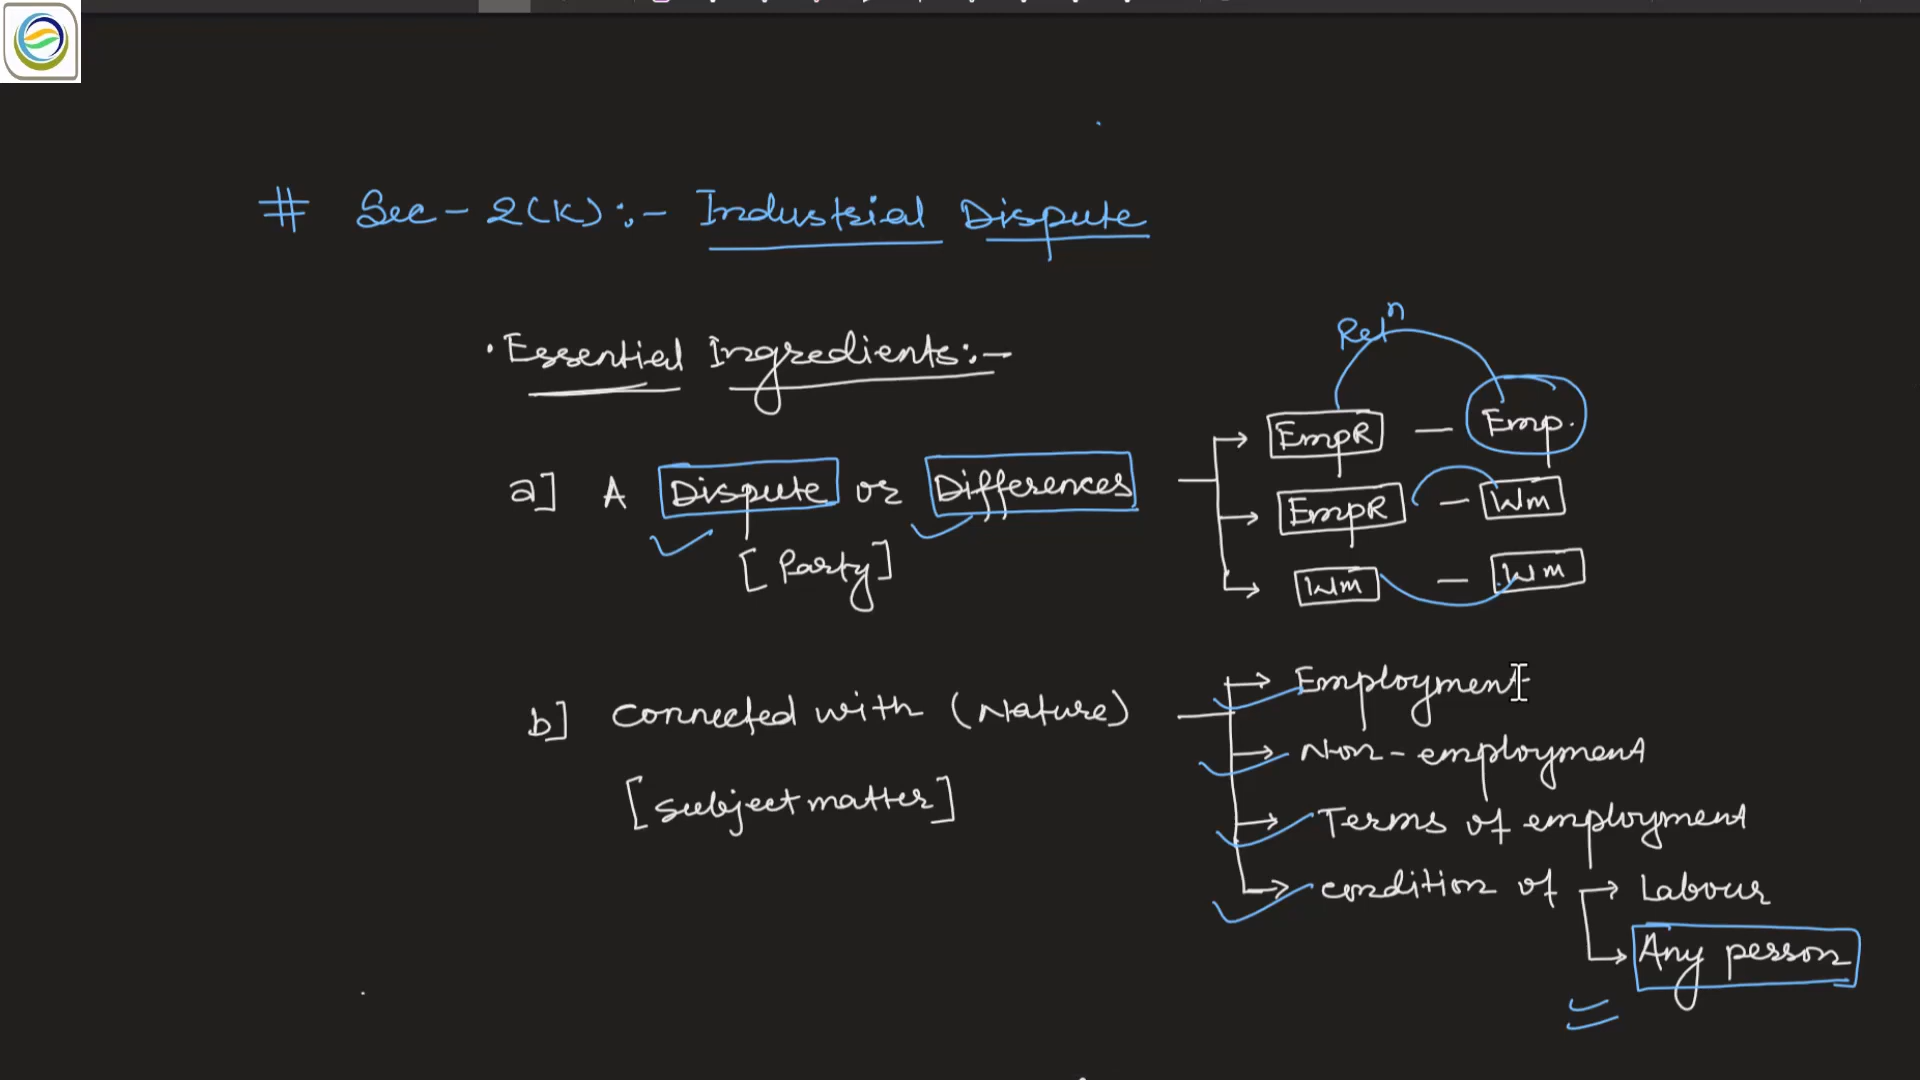 # Sec - 2(K):- Industrial Dispute
• Essential Ingredients:-
Relⁿ
EmpR — Emp.
a] A Dispute or Differences
EmpR — Wm
[Party]
Wm — Wm
Employment
b] Connected with (Nature)
Non-employment
[Subject matter]
Terms of employment
condition of → Labour
Any person